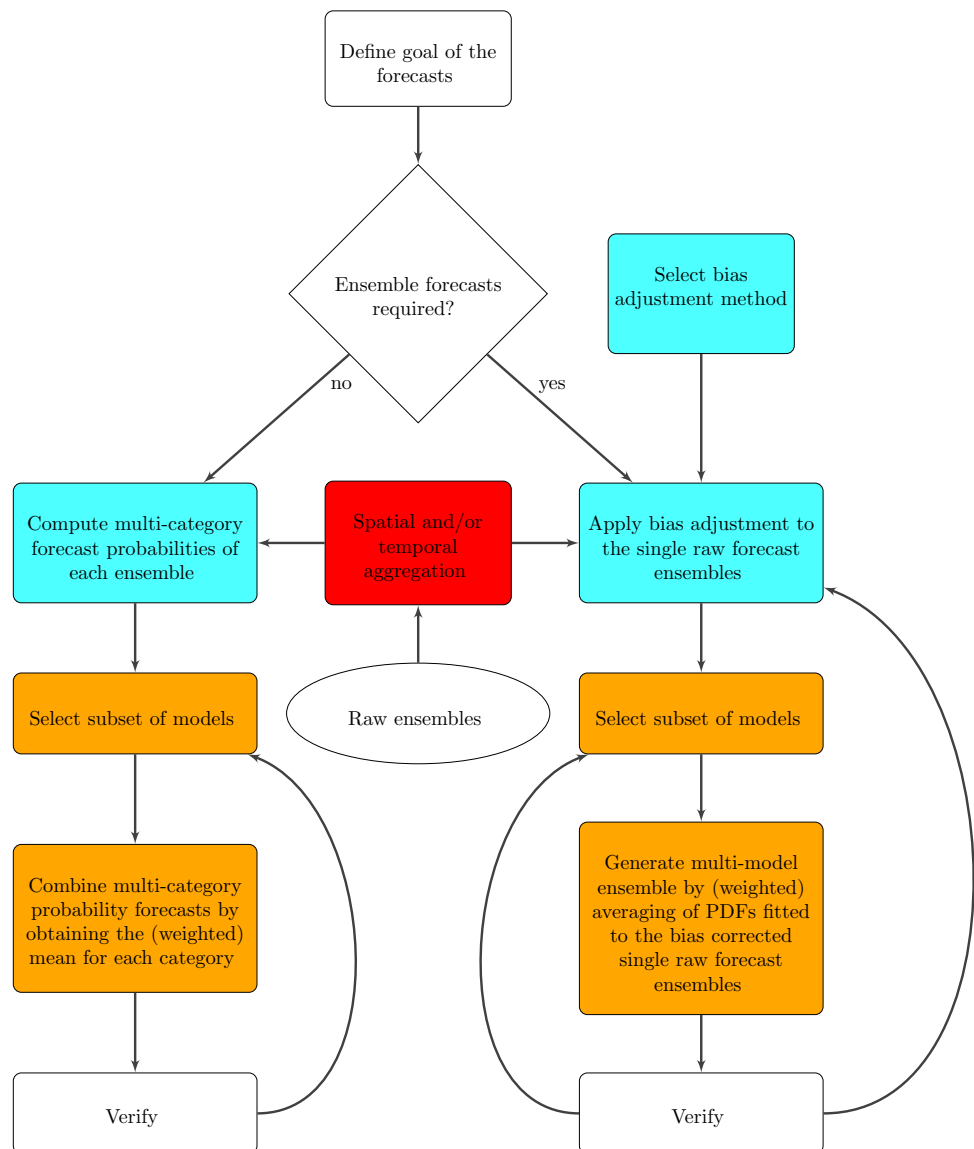 Define goal of the
forecasts
Ensemble forecasts
required?
Select bias
adjustment method
no
yes
Compute multi-category
forecast probabilities of
each ensemble
Spatial and/or
temporal
aggregation
Apply bias adjustment to
the single raw forecast
ensembles
Select subset of models
Raw ensembles
Select subset of models
Combine multi-category
probability forecasts by
obtaining the (weighted)
mean for each category
Generate multi-model
ensemble by (weighted)
averaging of PDFs fitted
to the bias corrected
single raw forecast
ensembles
Verify
Verify